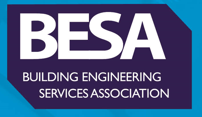 BESA
BUILDING ENGINEERING
SERVICES ASSOCIATION